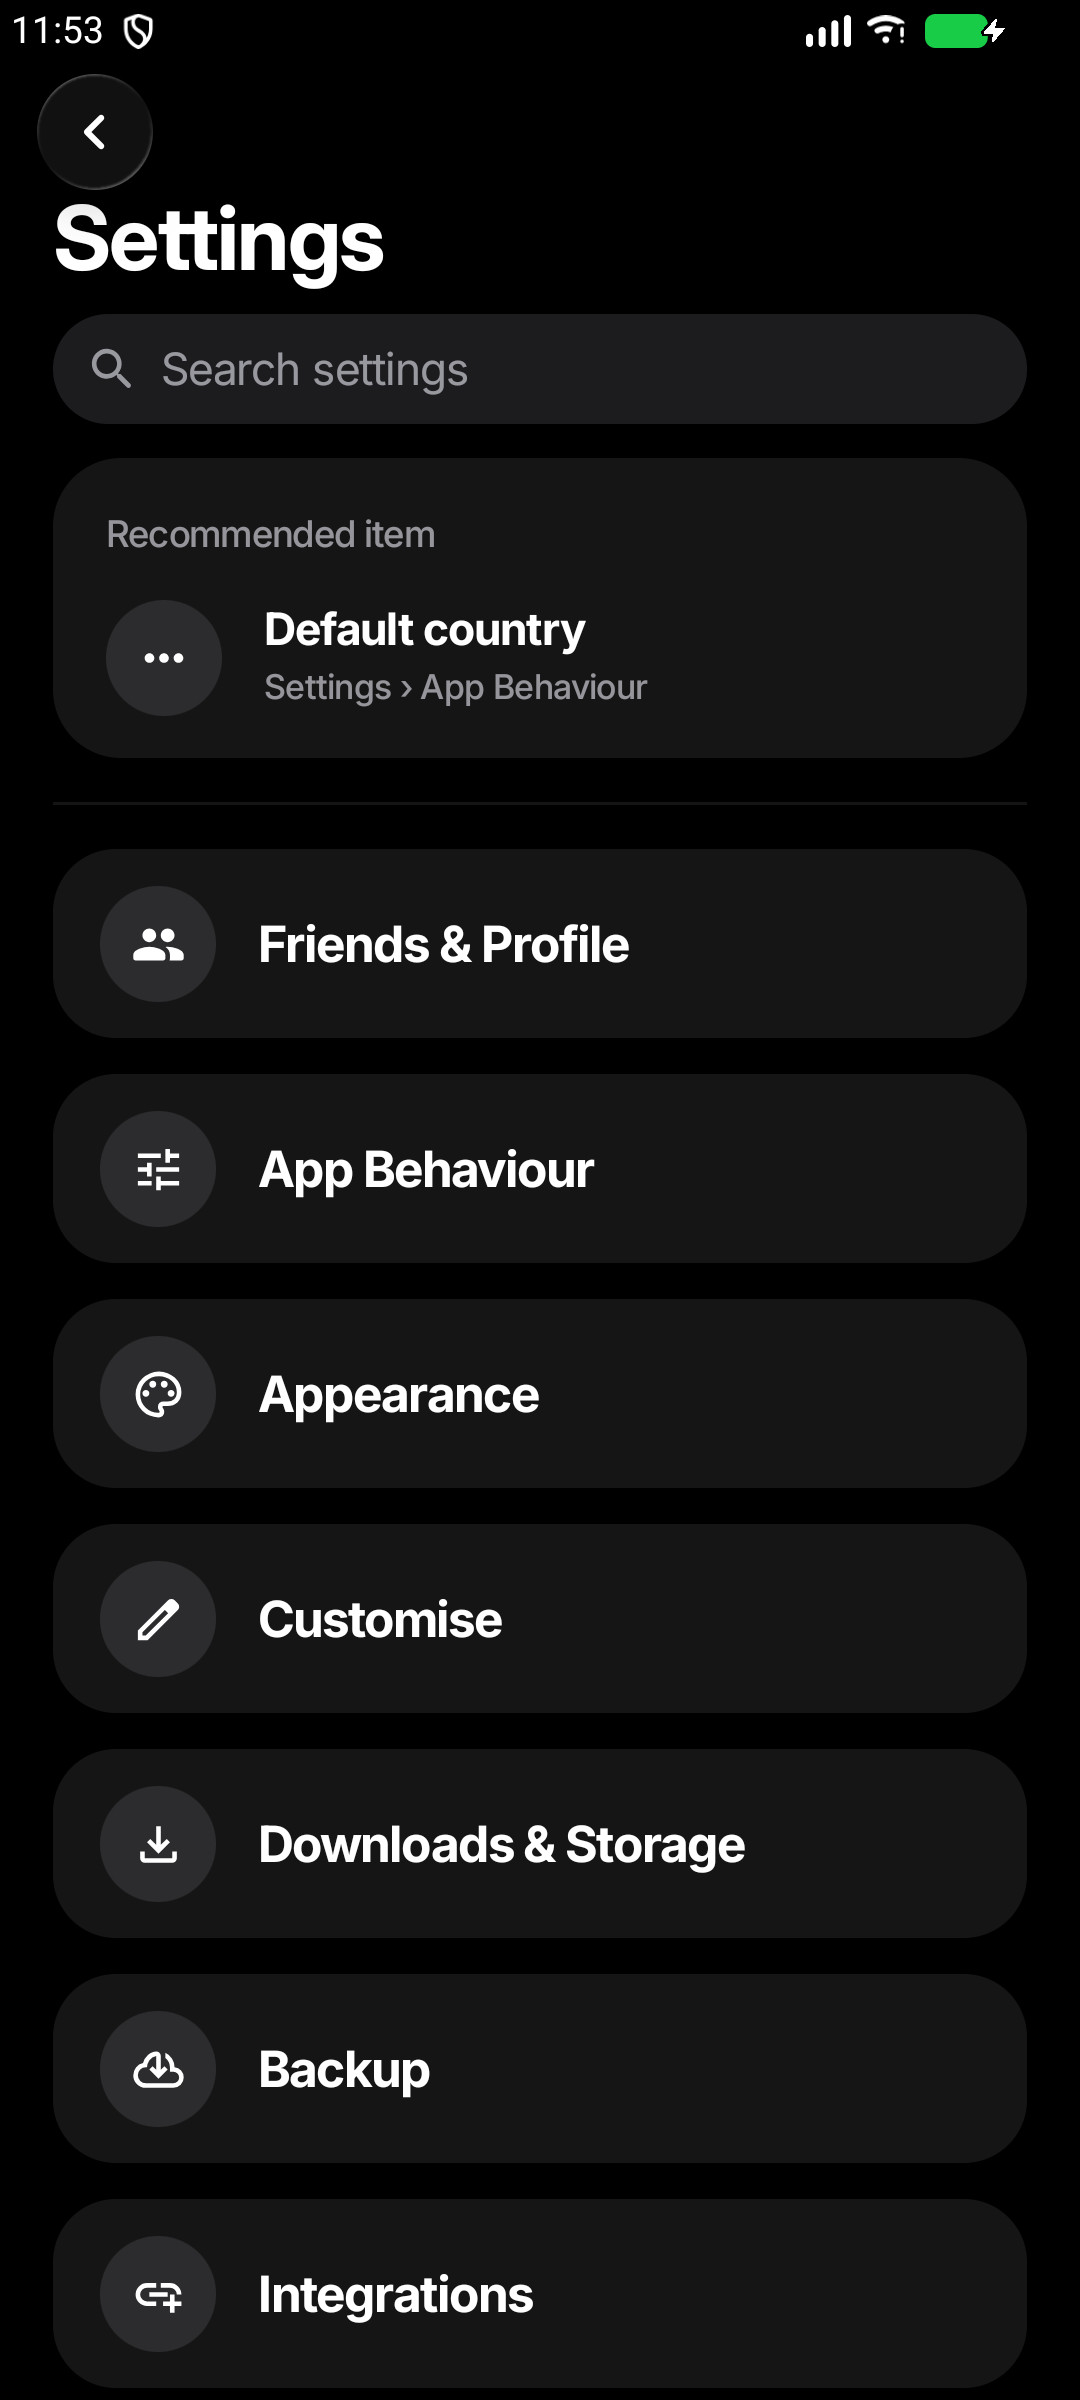 11:53
Settings
Search settings
Recommended item
Default country
Settings › App Behaviour
Friends & Profile
App Behaviour
Appearance
Customise
Downloads & Storage
Backup
Integrations